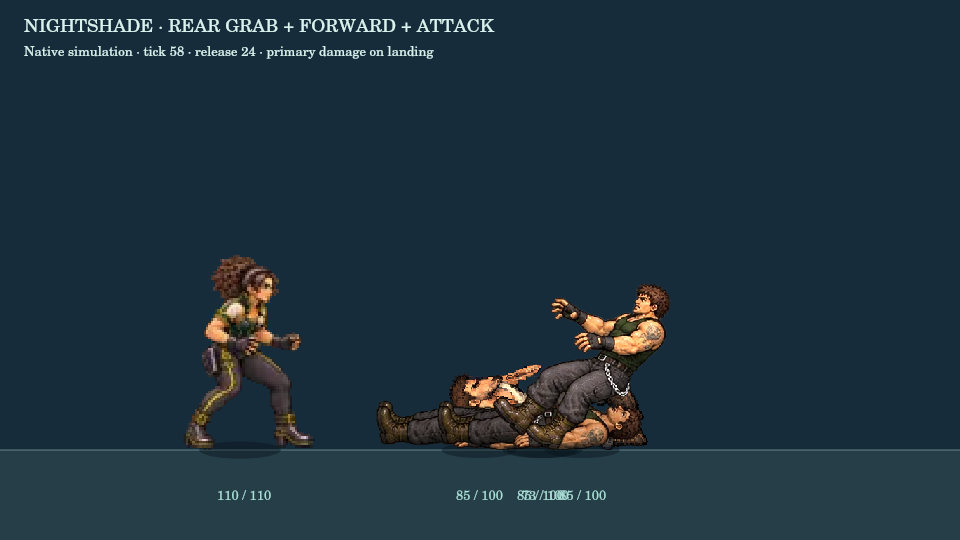 NIGHTSHADE · REAR GRAB + FORWARD + ATTACK
Native simulation · tick 58 · release 24 · primary damage on landing
110 / 110 85 / 100 / 100